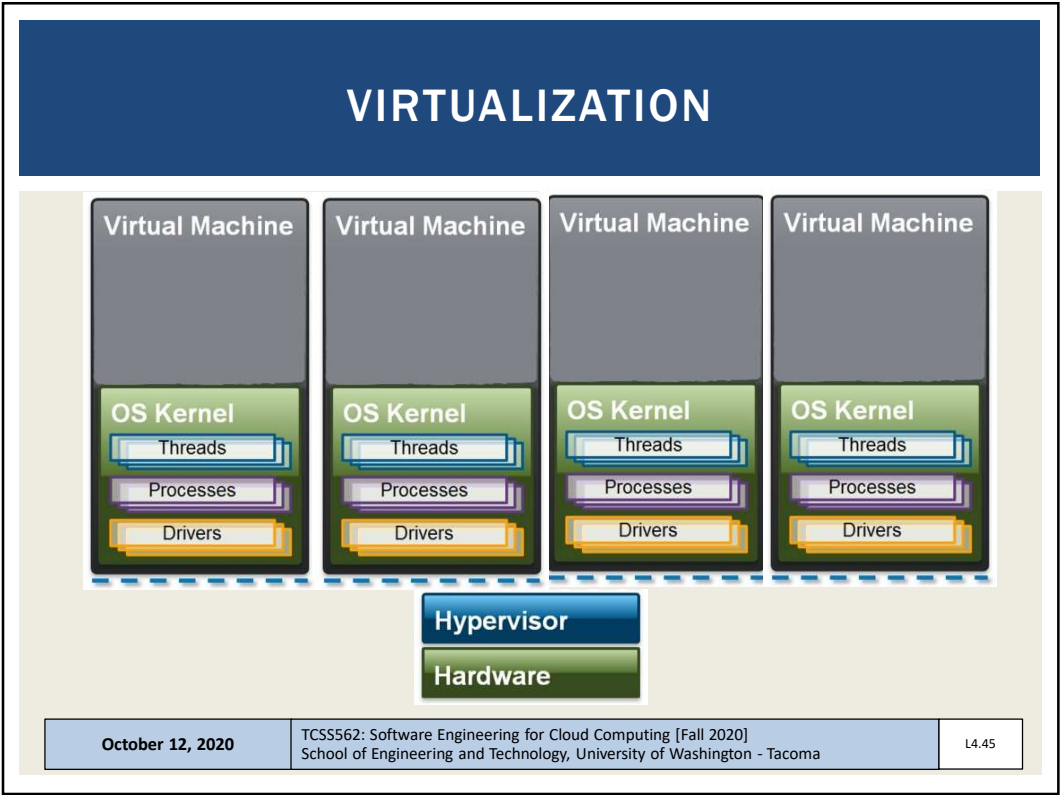 VIRTUALIZATION
Virtual Machine
OS Kernel
Threads
Processes
Drivers
Virtual Machine
OS Kernel
Threads
Processes
Drivers
Virtual Machine
OS Kernel
Threads
Processes
Drivers
Virtual Machine
OS Kernel
Threads
Processes
Drivers
Hypervisor
Hardware
October 12, 2020
TCSS562: Software Engineering for Cloud Computing [Fall 2020]
School of Engineering and Technology, University of Washington - Tacoma
L4.45